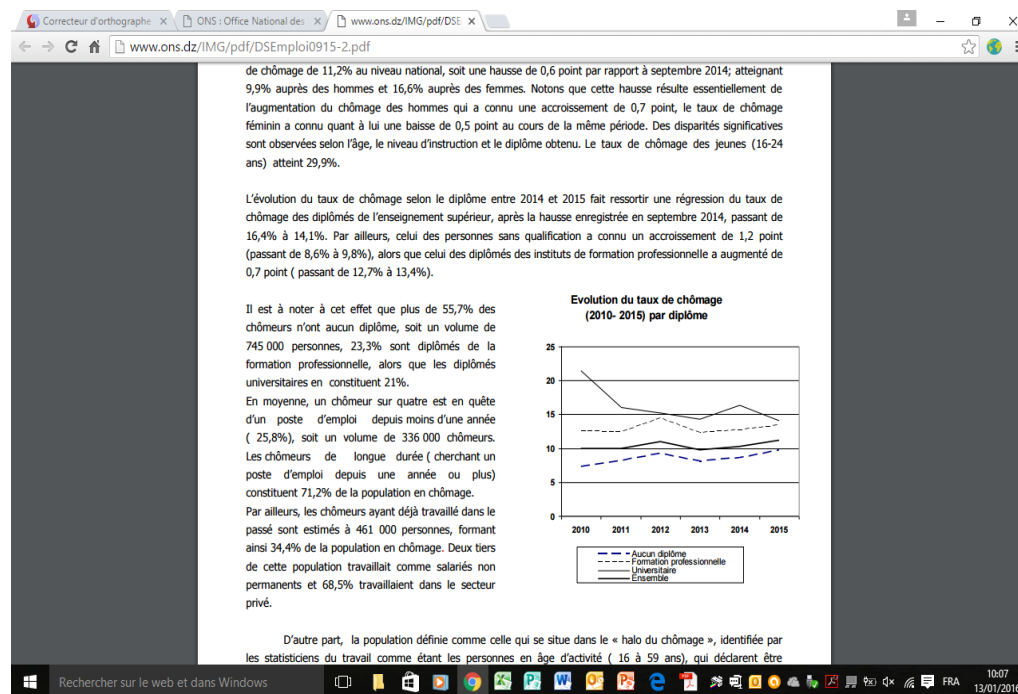 Correcteur d'orthographe
ONS : Office National des
www.ons.dz/IMG/pdf/DSE
www.ons.dz/IMG/pdf/DSEmploi0915-2.pdf
de chômage de 11,2% au niveau national, soit une hausse de 0,6 point par rapport à septembre 2014; atteignant
9,9% auprès des hommes et 16,6% auprès des femmes. Notons que cette hausse résulte essentiellement de
l'augmentation du chômage des hommes qui a connu une accroissement de 0,7 point, le taux de chômage
féminin a connu quant à lui une baisse de 0,5 point au cours de la même période. Des disparités significatives
sont observées selon l'âge, le niveau d'instruction et le diplôme obtenu. Le taux de chômage des jeunes (16-24
ans) atteint 29,9%.
L'évolution du taux de chômage selon le diplôme entre 2014 et 2015 fait ressortir une régression du taux de
chômage des diplômés de l'enseignement supérieur, après la hausse enregistrée en septembre 2014, passant de
16,4% à 14,1%. Par ailleurs, celui des personnes sans qualification a connu un accroissement de 1,2 point
(passant de 8,6% à 9,8%), alors que celui des diplômés des instituts de formation professionnelle a augmenté de
0,7 point ( passant de 12,7% à 13,4%).
Il est à noter à cet effet que plus de 55,7% des
chômeurs n'ont aucun diplôme, soit un volume de
745 000 personnes, 23,3% sont diplômés de la
formation professionnelle, alors que les diplômés
universitaires en constituent 21%.
En moyenne, un chômeur sur quatre est en quête
d'un poste d'emploi depuis moins d'une année
( 25,8%), soit un volume de 336 000 chômeurs.
Les chômeurs de longue durée ( cherchant un
poste d'emploi depuis une année ou plus)
constituent 71,2% de la population en chômage.
Par ailleurs, les chômeurs ayant déjà travaillé dans le
passé sont estimés à 461 000 personnes, formant
ainsi 34,4% de la population en chômage. Deux tiers
de cette population travaillait comme salariés non
permanents et 68,5% travaillaient dans le secteur
privé.
Evolution du taux de chômage
(2010- 2015) par diplôme
25
20
15
10
5
0
2010 2011 2012 2013 2014 2015
Aucun diplôme
Formation professionnelle
Universitaire
Ensemble
D'autre part, la population définie comme celle qui se situe dans le « halo du chômage », identifiée par
les statisticiens du travail comme étant les personnes en âge d'activité ( 16 à 59 ans), qui déclarent être
Rechercher sur le web et dans Windows
FRA
10:07
13/01/2016